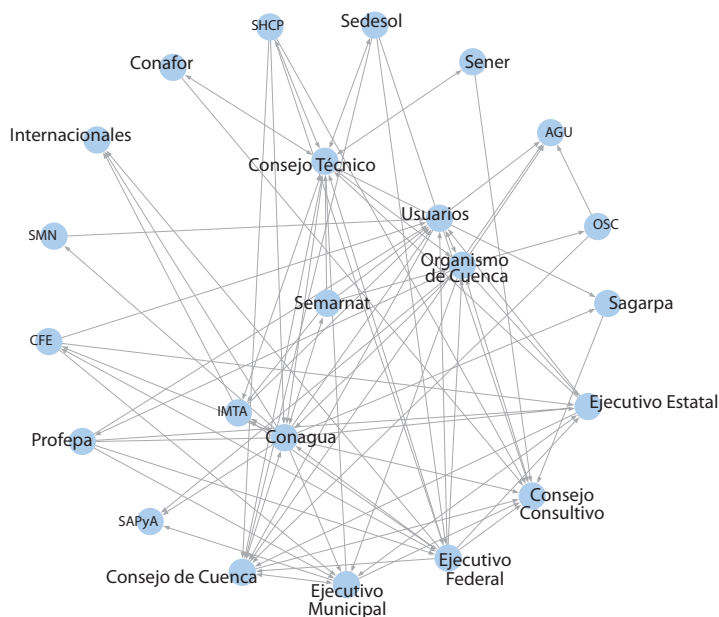 Sedesol
SHCP
Conafor
Sener
Internacionales
AGU
Consejo Técnico
Usuarios
OSC
SMN
Organismo
de Cuenca
Semarnat
Sagarpa
CFE
Ejecutivo Estatal
IMTA
Profepa
Conagua
Consejo
Consultivo
SAPyA
Ejecutivo
Federal
Consejo de Cuenca
Ejecutivo
Municipal